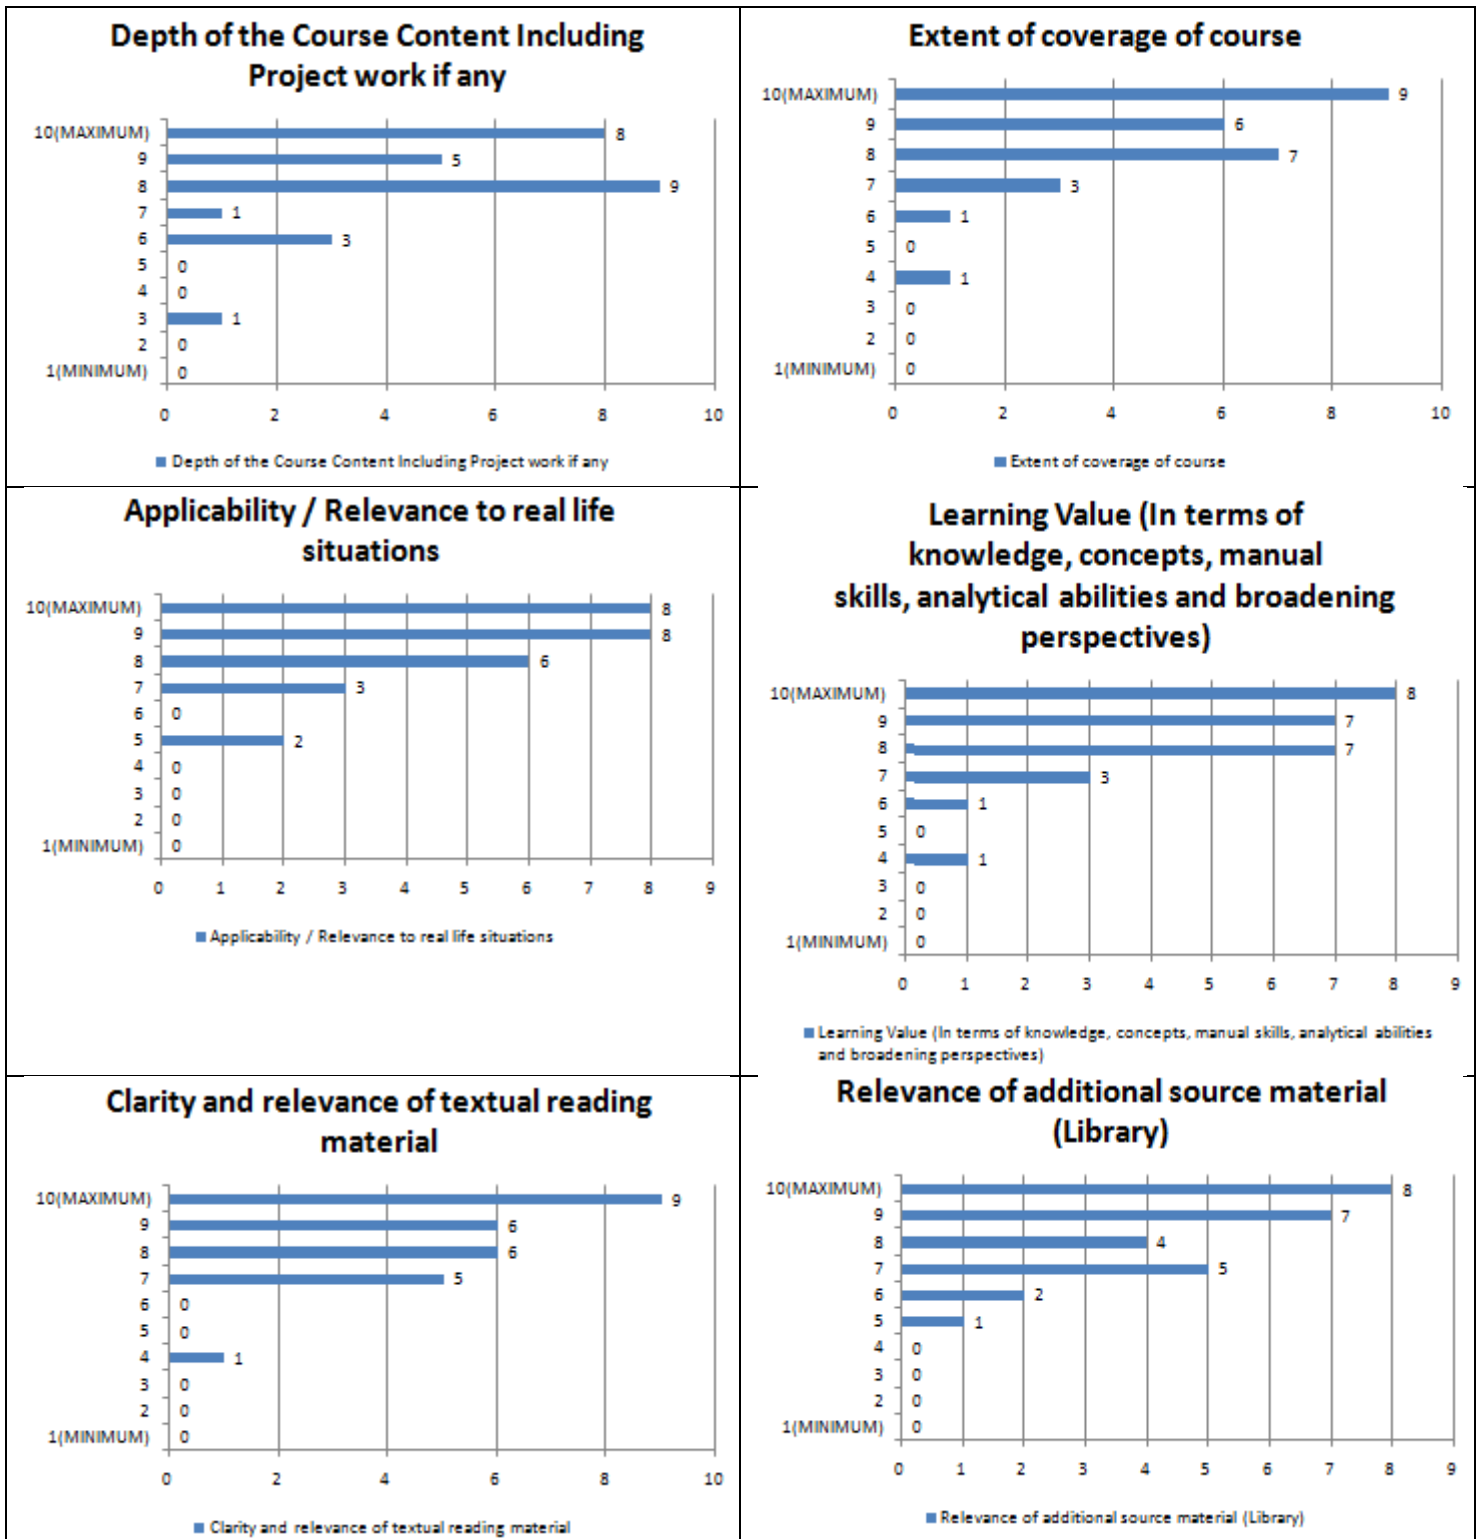 Depth of the Course Content Including
Project work if any
10(MAXIMUM) 8
9 5
8 9
7 1
6 3
5 0
4 0
3 1
2 0
1(MINIMUM) 0
0 2 4 6 8 10
Depth of the Course Content Including Project work if any
Extent of coverage of course
10(MAXIMUM) 9
9 6
8 7
7 3
6 1
5 0
4 1
3 0
2 0
1(MINIMUM) 0
0 2 4 6 8 10
Extent of coverage of course
Applicability / Relevance to real life
situations
10(MAXIMUM) 8
9 8
8 6
7 3
6 0
5 2
4 0
3 0
2 0
1(MINIMUM) 0
0 1 2 3 4 5 6 7 8 9
Applicability / Relevance to real life situations
Learning Value (In terms of
knowledge, concepts, manual
skills, analytical abilities and broadening
perspectives)
10(MAXIMUM) 8
9 7
8 7
7 3
6 1
5 0
4 1
3 0
2 0
1(MINIMUM) 0
0 1 2 3 4 5 6 7 8 9
Learning Value (In terms of knowledge, concepts, manual skills, analytical abilities
and broadening perspectives)
Clarity and relevance of textual reading
material
10(MAXIMUM) 9
9 6
8 6
7 5
6 0
5 0
4 1
3 0
2 0
1(MINIMUM) 0
0 2 4 6 8 10
Clarity and relevance of textual reading material
Relevance of additional source material
(Library)
10(MAXIMUM) 8
9 7
8 4
7 5
6 2
5 1
4 0
3 0
2 0
1(MINIMUM) 0
0 1 2 3 4 5 6 7 8 9
Relevance of additional source material (Library)